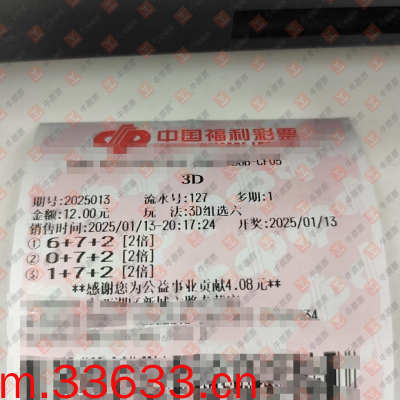 中国福利彩票
3D
期号:2025013 流水号:127 多期:1
金额:12.00元 玩 法:3D组选六
销售时间:2025/01/13-20:17:24 开奖:2025/01/13
① 6+7+2 [2倍]
② 0+7+2 [2倍]
③ 1+7+2 [2倍]
**感谢您为公益事业贡献4.08元**
m.33633.com